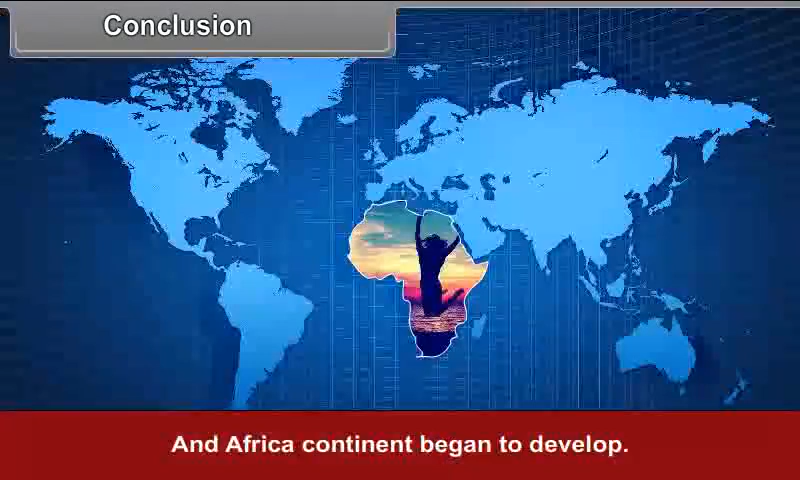 Conclusion
And Africa continent began to develop.